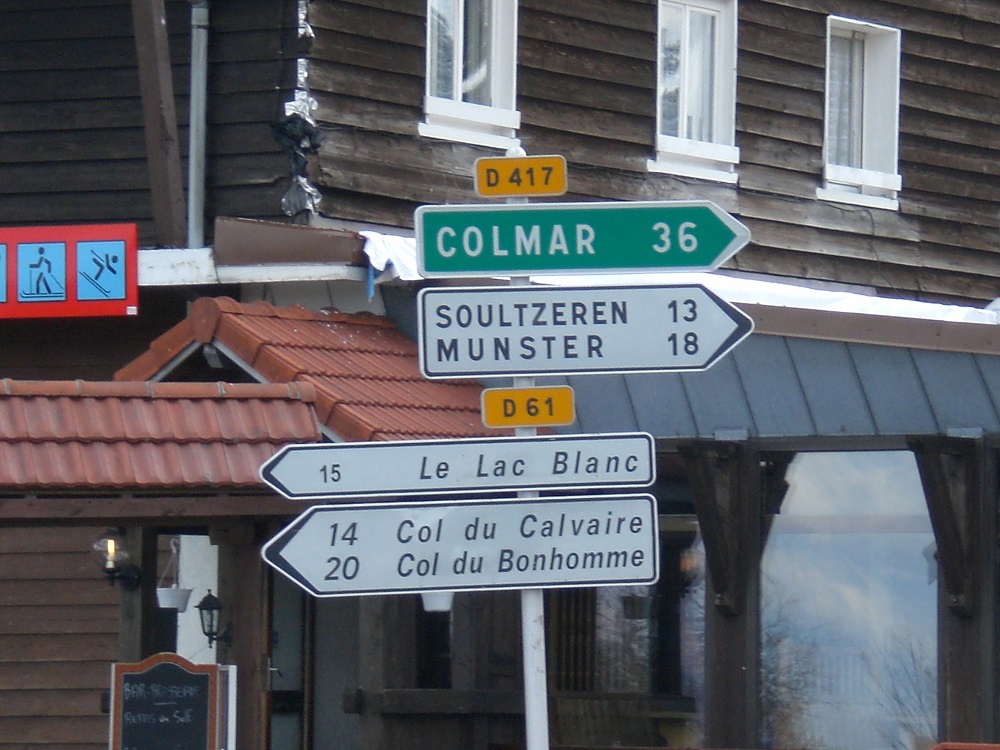 D 417
COLMAR 36
SOULTZEREN 13
MUNSTER 18
D 61
15 Le Lac Blanc
14 Col du Calvaire
20 Col du Bonhomme
BAR